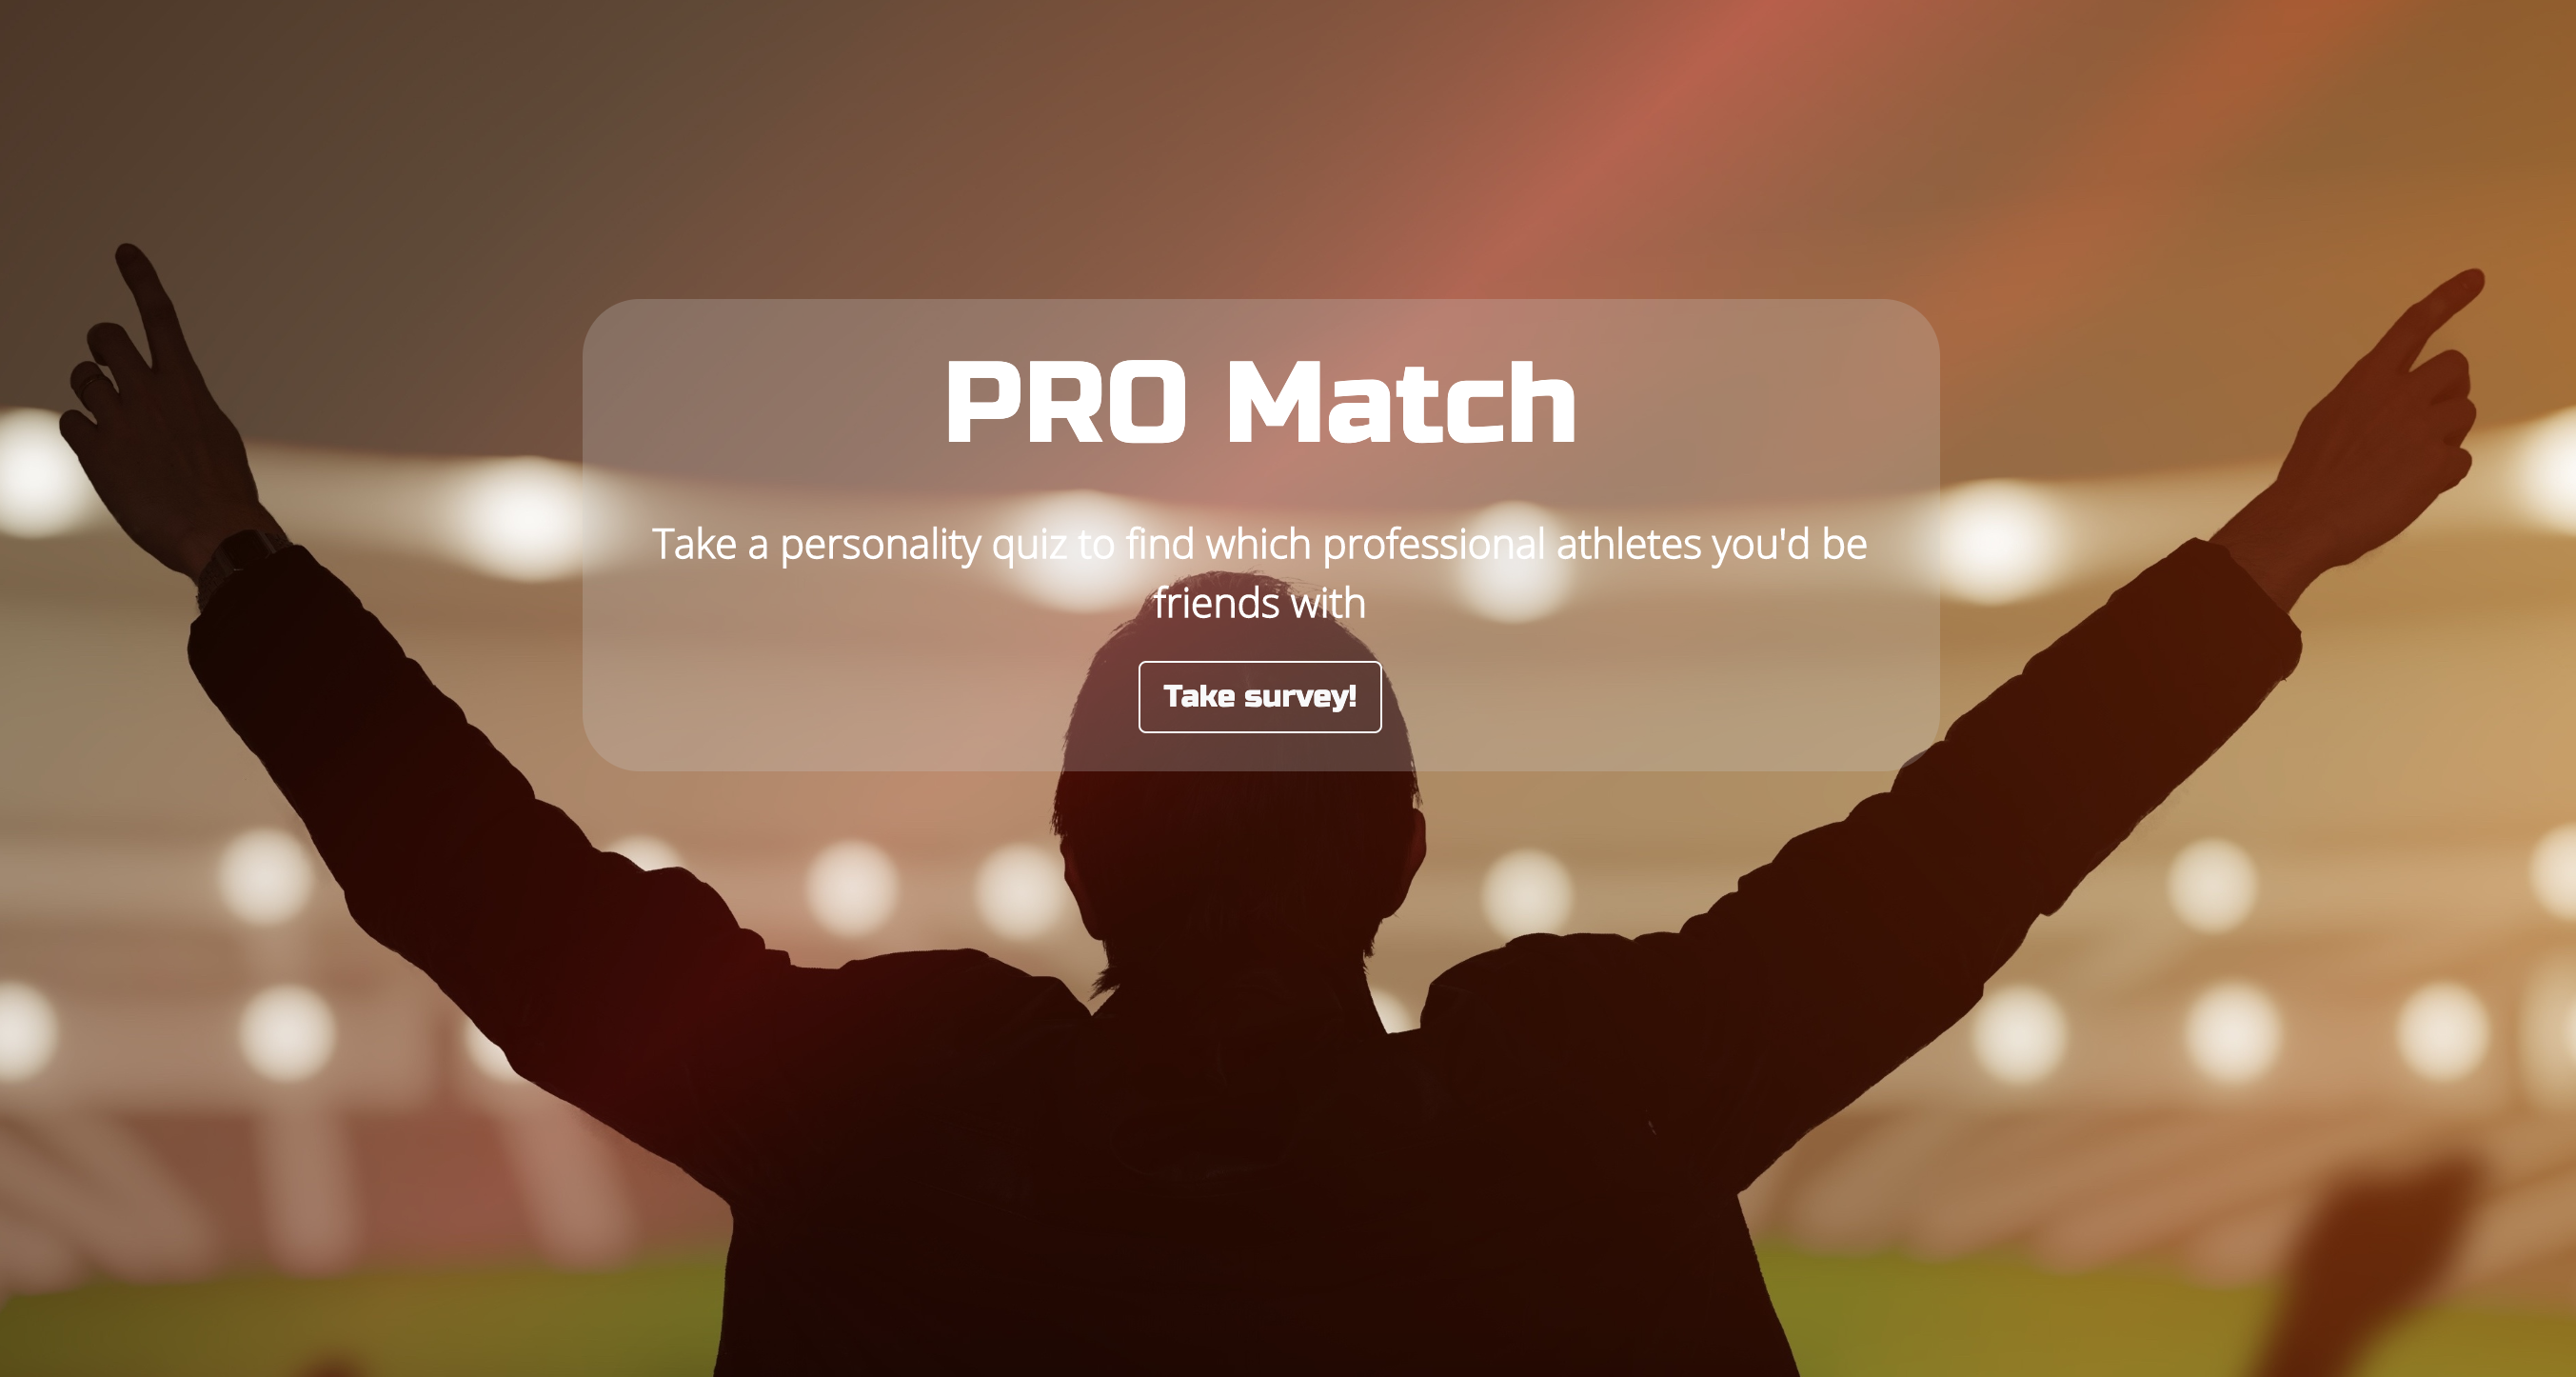 PRO Match
Take a personality quiz to find which professional athletes you'd be
friends with
Take survey!